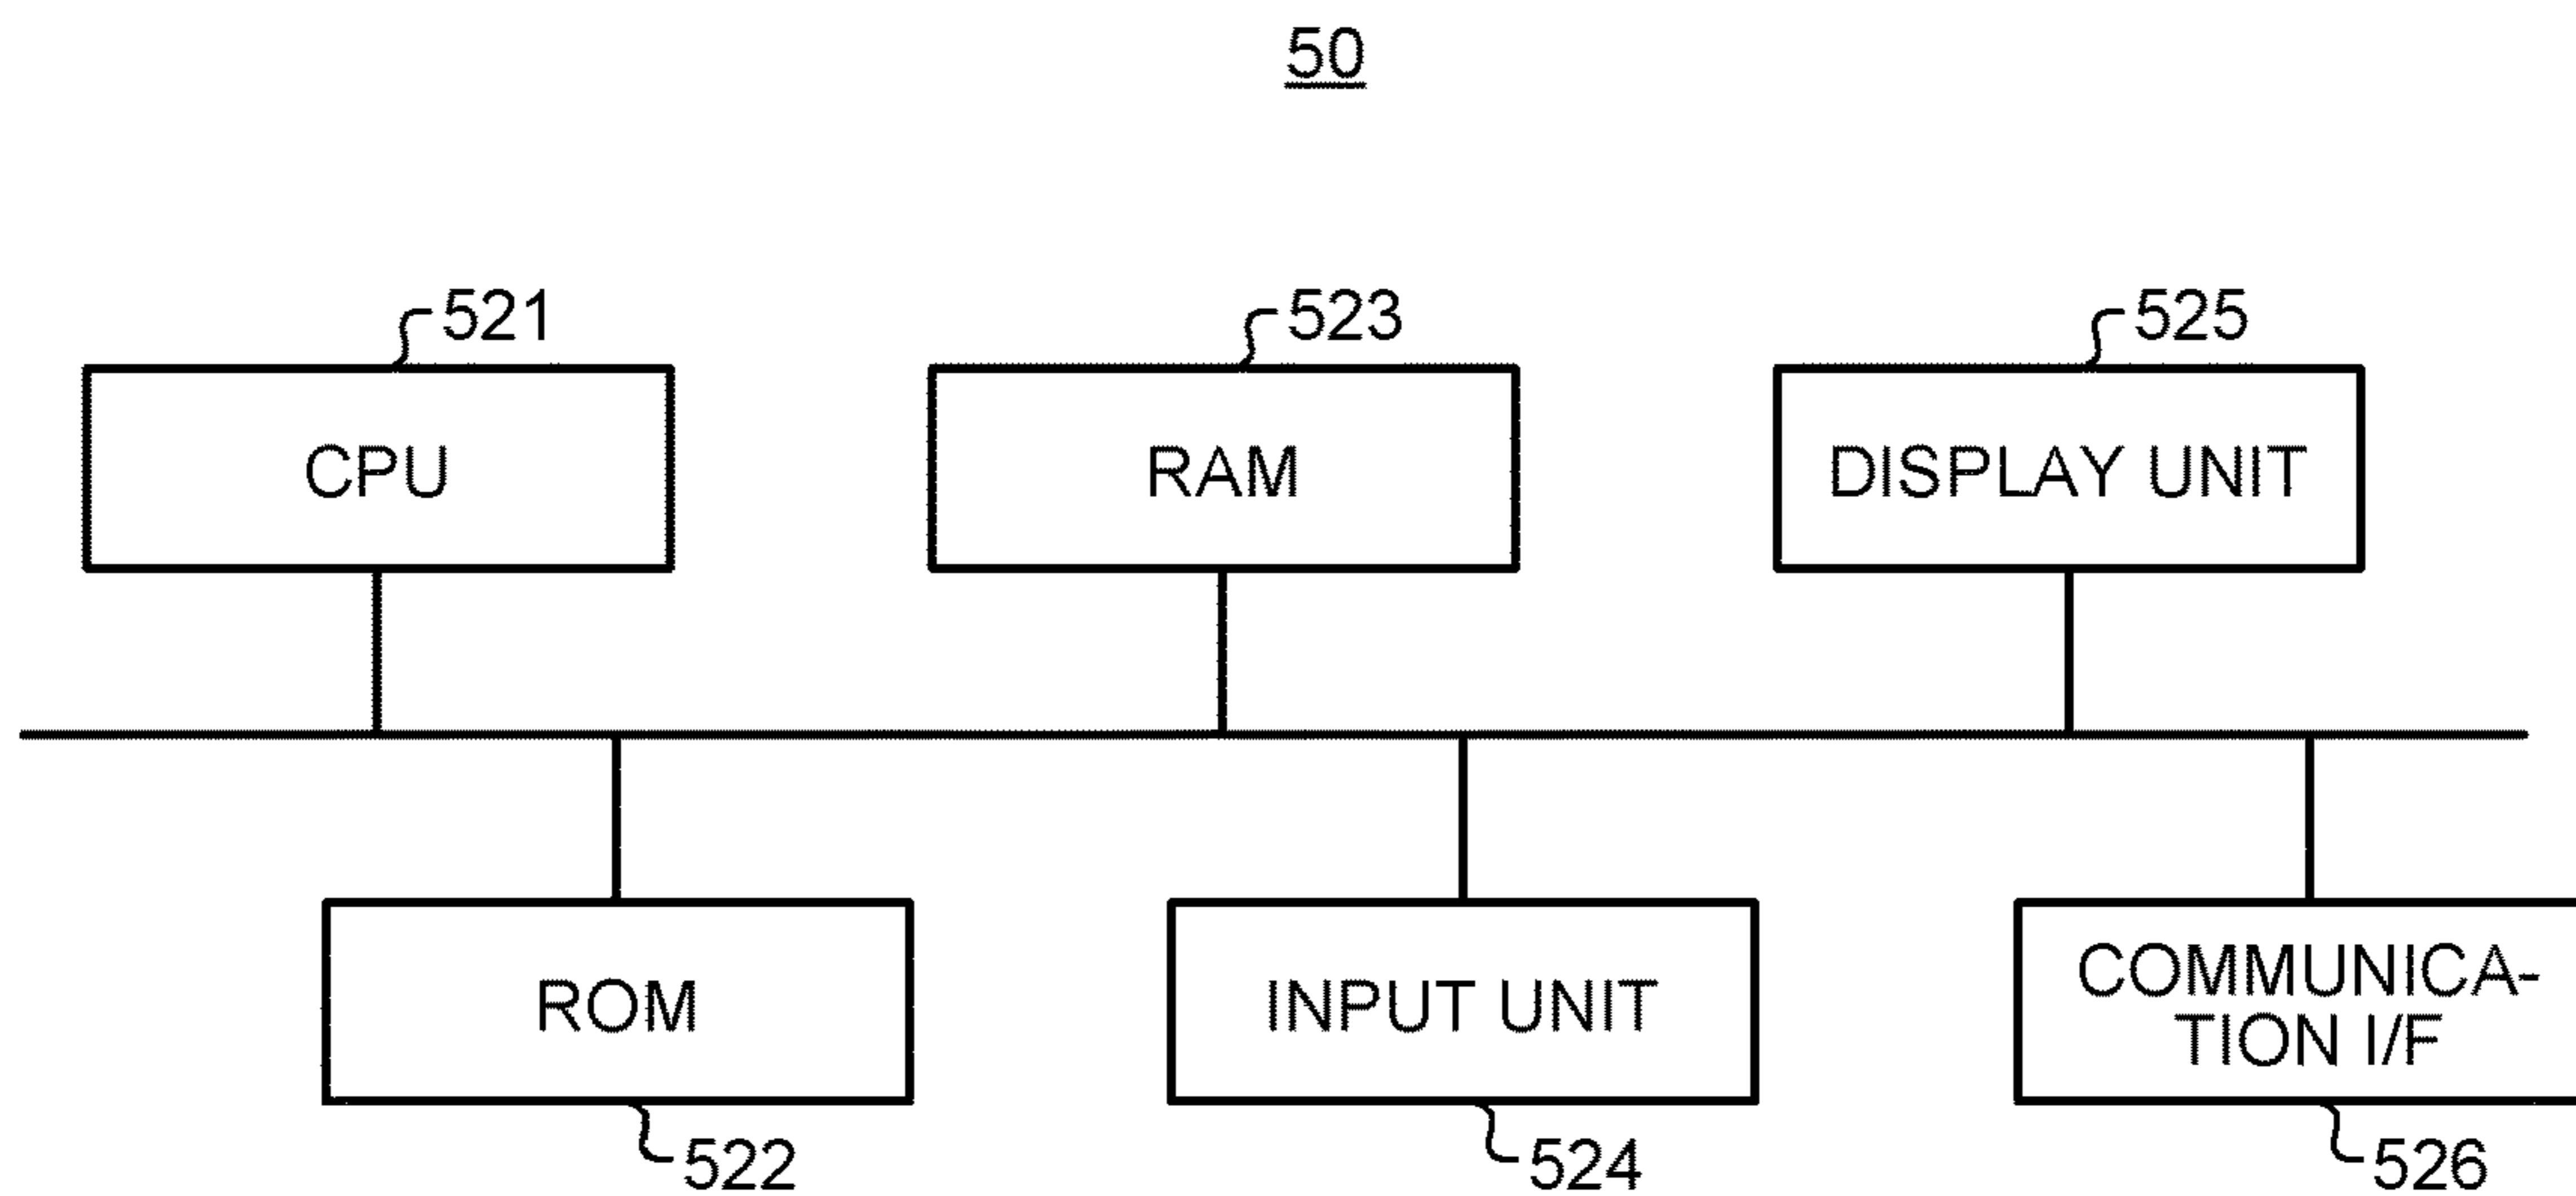 50
521
523
525
CPU
RAM
DISPLAY UNIT
ROM
INPUT UNIT
COMMUNICA-
TION I/F
522
524
526